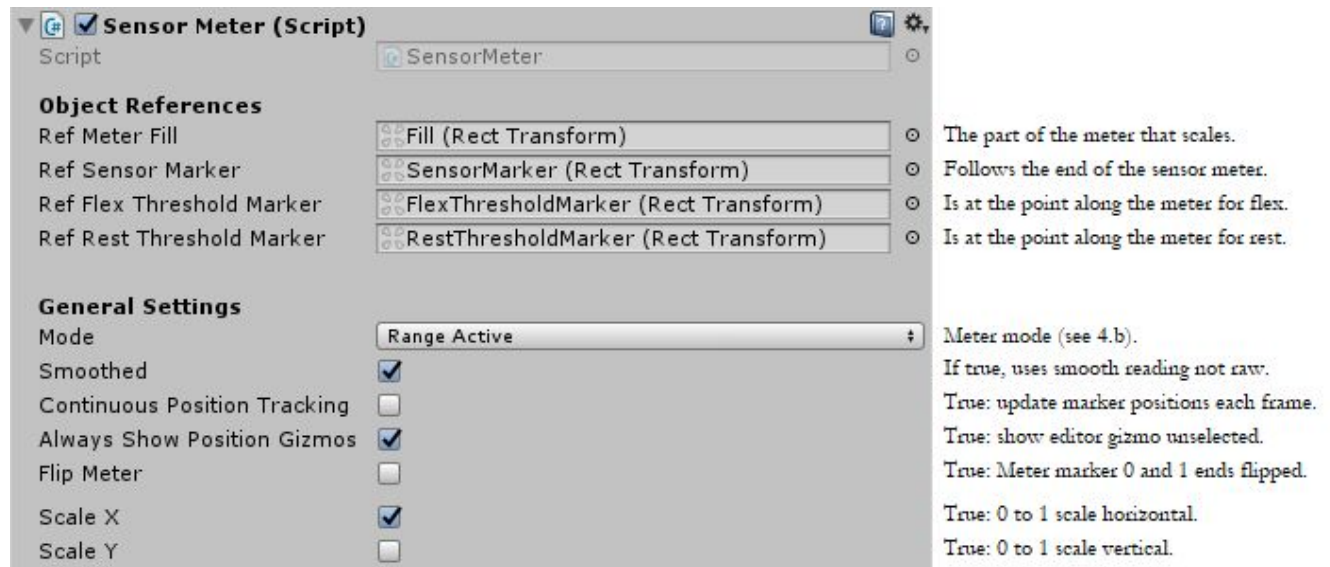 Sensor Meter (Script)
Script SensorMeter
Object References
Ref Meter Fill Fill (Rect Transform) The part of the meter that scales.
Ref Sensor Marker SensorMarker (Rect Transform) Follows the end of the sensor meter.
Ref Flex Threshold Marker FlexThresholdMarker (Rect Transform) Is at the point along the meter for flex.
Ref Rest Threshold Marker RestThresholdMarker (Rect Transform) Is at the point along the meter for rest.
General Settings
Mode Range Active Meter mode (see 4.b).
Smoothed If true, uses smooth reading not raw.
Continuous Position Tracking True: update marker positions each frame.
Always Show Position Gizmos True: show editor gizmo unselected.
Flip Meter True: Meter marker 0 and 1 ends flipped.
Scale X True: 0 to 1 scale horizontal.
Scale Y True: 0 to 1 scale vertical.